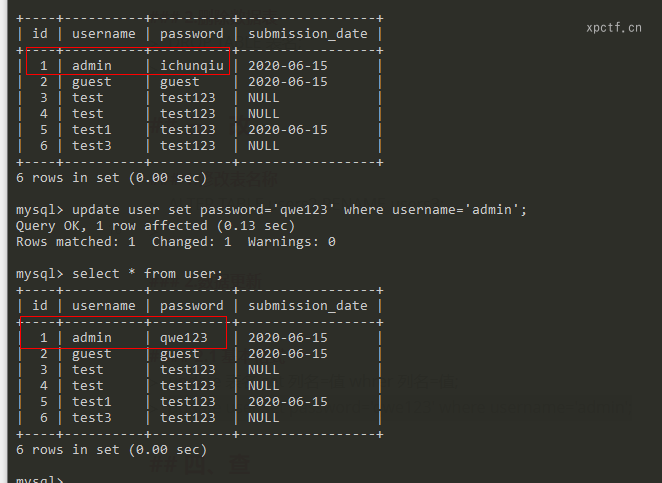 +----+----------+----------+-----------------+
| id | username | password | submission_date |
xpctf.cn
+----+----------+----------+-----------------+
| 1 | admin | ichunqiu | 2020-06-15 |
| 2 | guest | guest | 2020-06-15 |
| 3 | test | test123 | NULL |
| 4 | test | test123 | NULL |
| 5 | test1 | test123 | 2020-06-15 |
| 6 | test3 | test123 | NULL |
+----+----------+----------+-----------------+
6 rows in set (0.00 sec)
mysql> update user set password='qwe123' where username='admin';
Query OK, 1 row affected (0.13 sec)
Rows matched: 1 Changed: 1 Warnings: 0
mysql> select * from user;
+----+----------+----------+-----------------+
| id | username | password | submission_date |
+----+----------+----------+-----------------+
| 1 | admin | qwe123 | 2020-06-15 |
| 2 | guest | guest | 2020-06-15 |
| 3 | test | test123 | NULL |
| 4 | test | test123 | NULL |
| 5 | test1 | test123 | 2020-06-15 |
| 6 | test3 | test123 | NULL |
+----+----------+----------+-----------------+
6 rows in set (0.00 sec)
## 四、查
mysql>